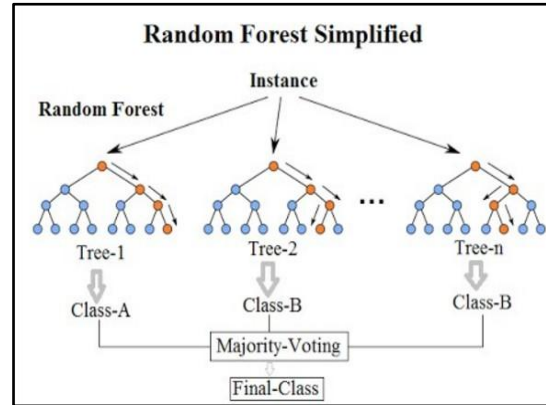 Random Forest Simplified
Instance
Random Forest
...
Tree-1 Tree-2 Tree-n
Class-A Class-B Class-B
Majority-Voting
Final-Class